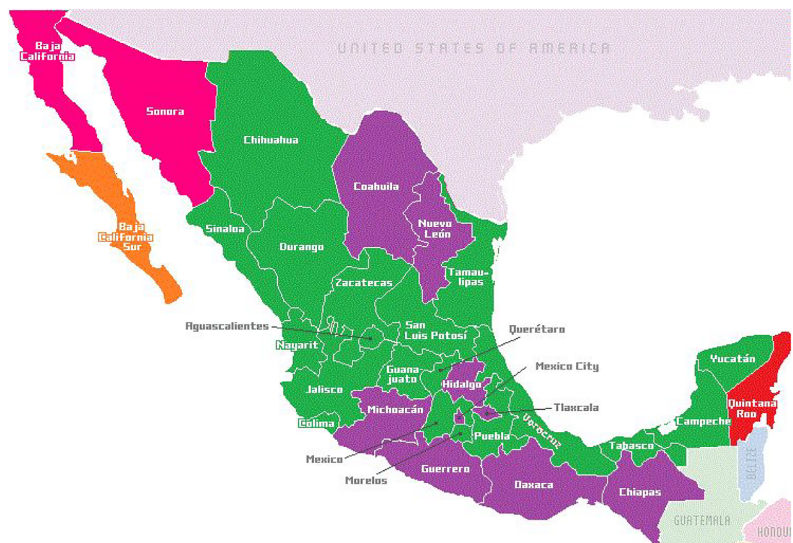 UNITED STATES OF AMERICA
Baja
California
Sonora
Chihuahua
Coahuila
Baja
California
Sur
Sinaloa
Durango
Nuevo
León
Zacatecas
Tamau-
lipas
Aguascalientes
San
Luis Potosí
Querétaro
Nayarit
Guana-
juato
Hidalgo
Mexico City
Yucatán
Jalisco
Michoacán
Tlaxcala
Quintana
Roo
Colima
Veracruz
Campeche
Mexico
Puebla
Tabasco
Morelos
Guerrero
Oaxaca
Chiapas
BELIZE
GUATEMALA
HONDU